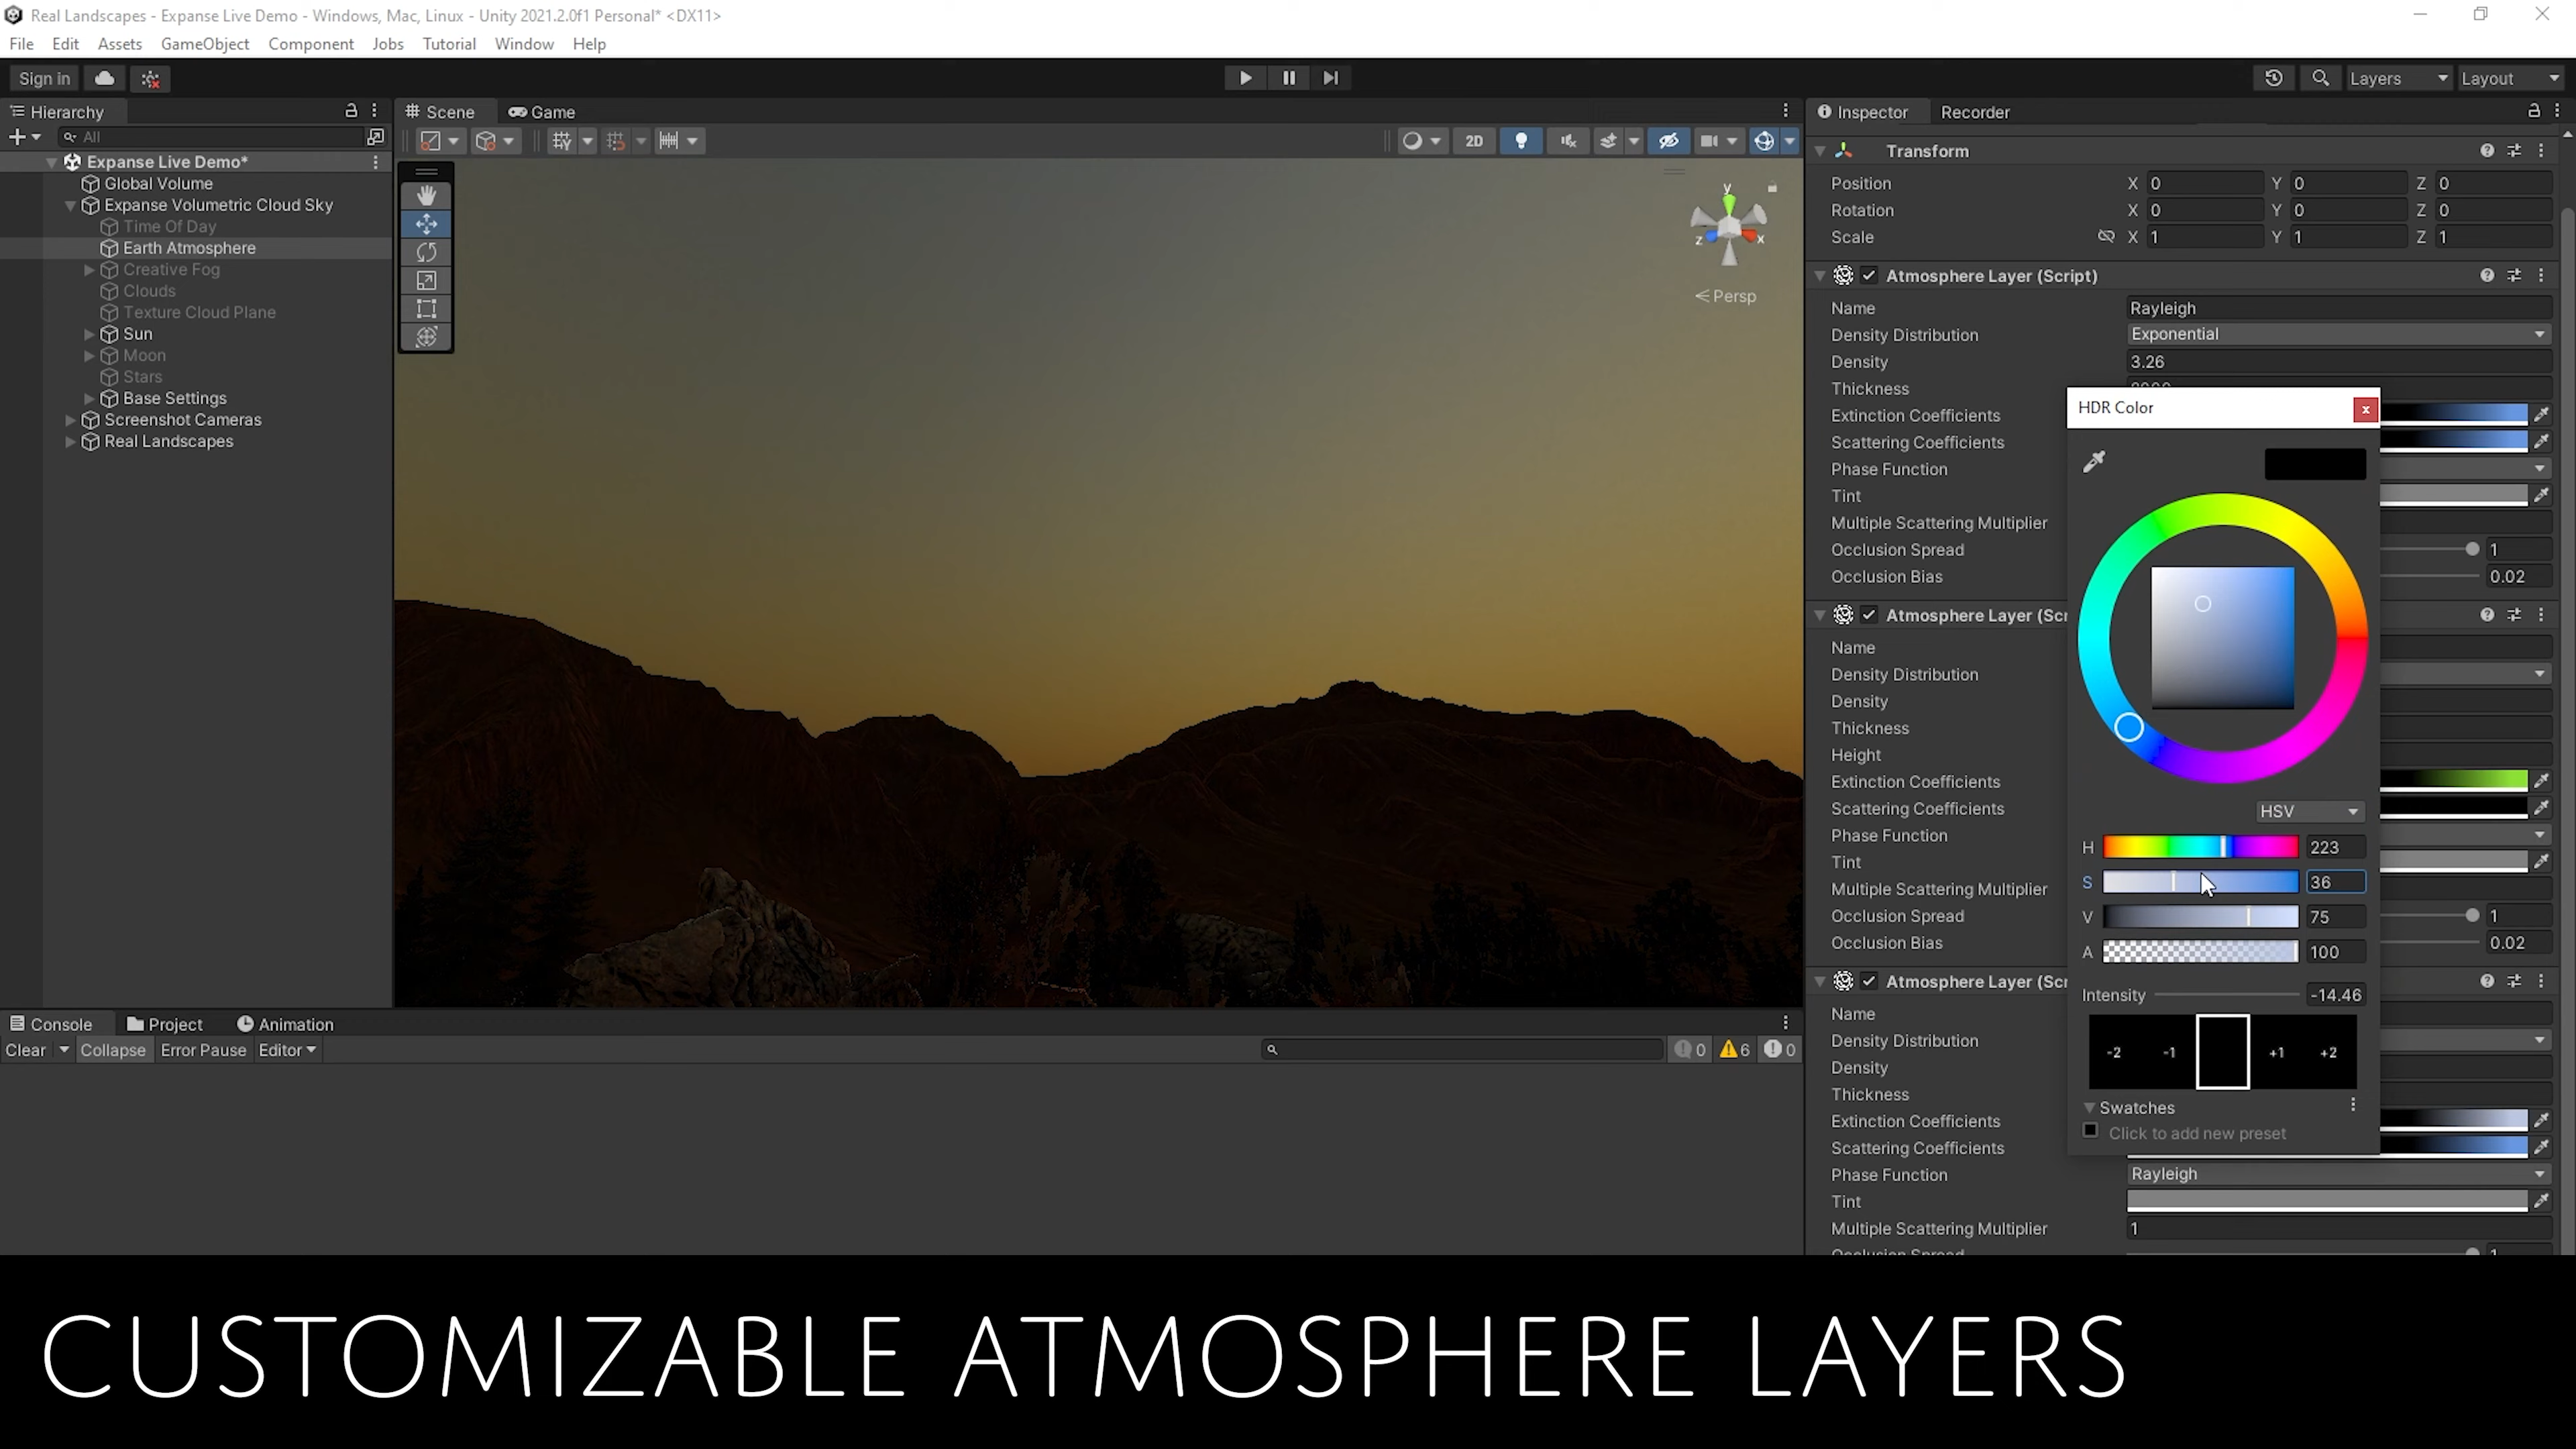 Real Landscapes - Expanse Live Demo - Windows, Mac, Linux - Unity 2021.2.0f1 Personal* <DX11>
File Edit Assets GameObject Component Jobs Tutorial Window Help
Sign in
Layers
Layout
Hierarchy
All
Expanse Live Demo*
Global Volume
Expanse Volumetric Cloud Sky
Time Of Day
Earth Atmosphere
Creative Fog
Clouds
Texture Cloud Plane
Sun
Moon
Stars
Base Settings
Screenshot Cameras
Real Landscapes
Scene Game
2D
y
z x
Persp
Console Project Animation
Clear Collapse Error Pause Editor
0 6 0
Inspector Recorder
Transform
Position X 0 Y 0 Z 0
Rotation X 0 Y 0 Z 0
Scale X 1 Y 1 Z 1
Atmosphere Layer (Script)
Name Rayleigh
Density Distribution Exponential
Density 3.26
Thickness
Extinction Coefficients
Scattering Coefficients
Phase Function
Tint
Multiple Scattering Multiplier
Occlusion Spread 1
Occlusion Bias 0.02
Atmosphere Layer (Scr
Name
Density Distribution
Density
Thickness
Height
Extinction Coefficients
Scattering Coefficients
Phase Function
Tint
Multiple Scattering Multiplier
Occlusion Spread 1
Occlusion Bias 0.02
Atmosphere Layer (Scr
Name
Density Distribution
Density
Thickness
Extinction Coefficients
Scattering Coefficients
Phase Function Rayleigh
Tint
Multiple Scattering Multiplier 1
Occlusion Spread 1
HDR Color
x
HSV
H 223
S 36
V 75
A 100
Intensity -14.46
-2 -1 +1 +2
Swatches
Click to add new preset
CUSTOMIZABLE ATMOSPHERE LAYERS